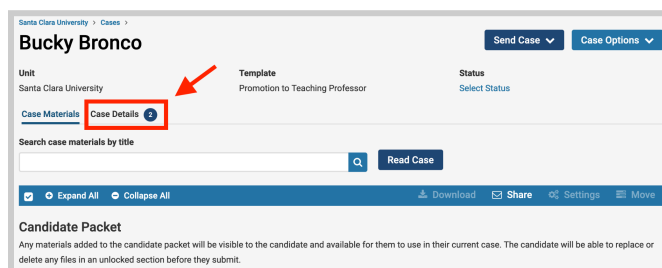 Santa Clara University > Cases >
Bucky Bronco
Send Case
Case Options
Unit
Template
Status
Santa Clara University
Promotion to Teaching Professor
Select Status
Case Materials
Case Details 2
Search case materials by title
Read Case
Expand All
Collapse All
Download
Share
Settings
Move
Candidate Packet
Any materials added to the candidate packet will be visible to the candidate and available for them to use in their current case. The candidate will be able to replace or
delete any files in an unlocked section before they submit.